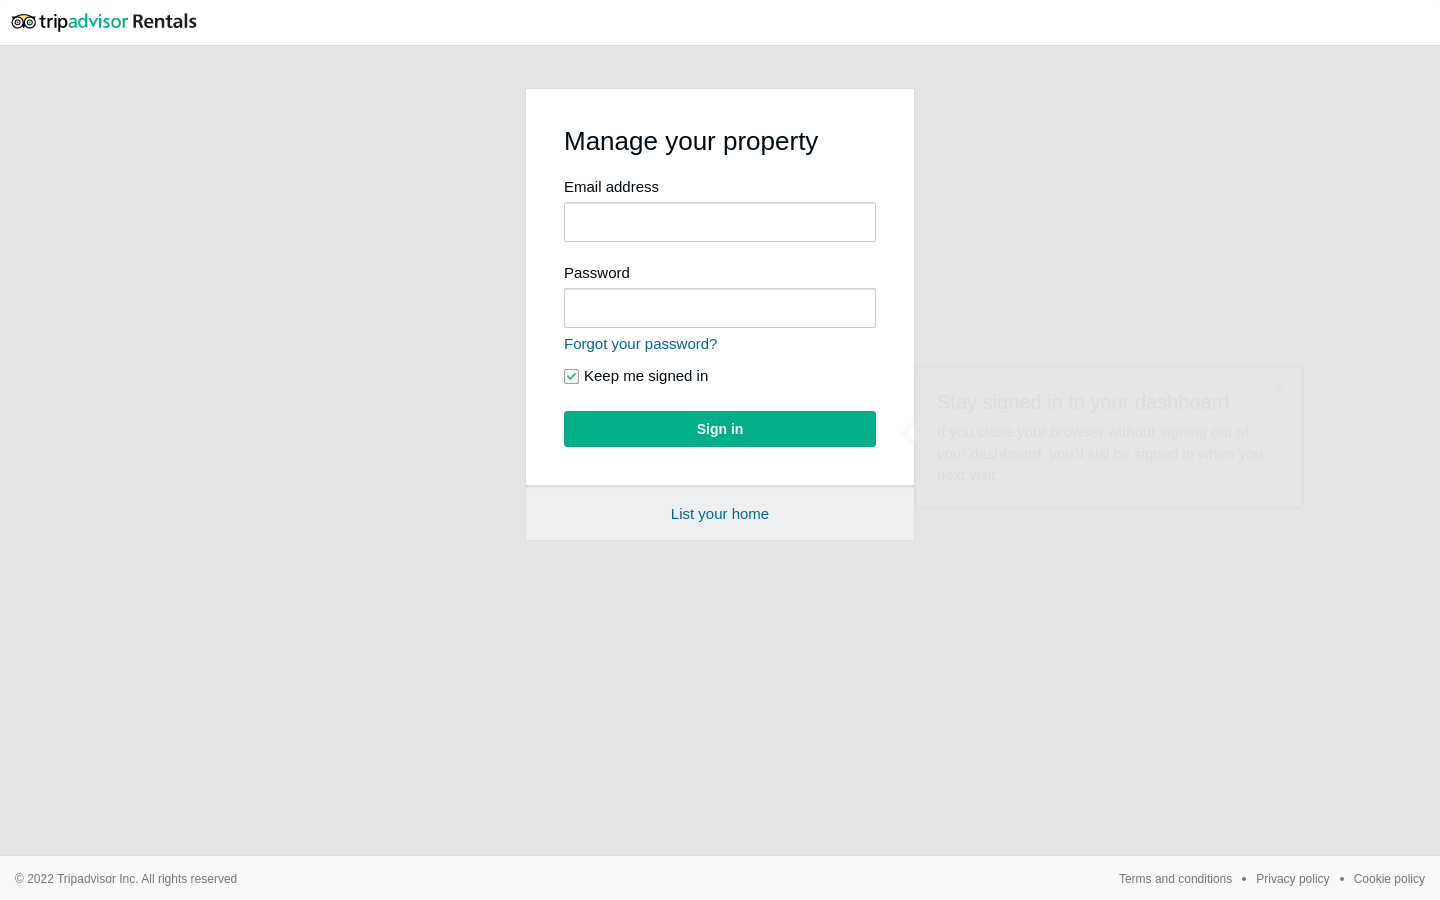 tripadvisor Rentals
Manage your property
Email address
Password
Forgot your password?
Keep me signed in
Sign in
List your home
Stay signed in to your dashboard
If you close your browser without signing out of
your dashboard, you'll still be signed in when you
next visit.
© 2022 Tripadvisor Inc. All rights reserved
Terms and conditions • Privacy policy • Cookie policy